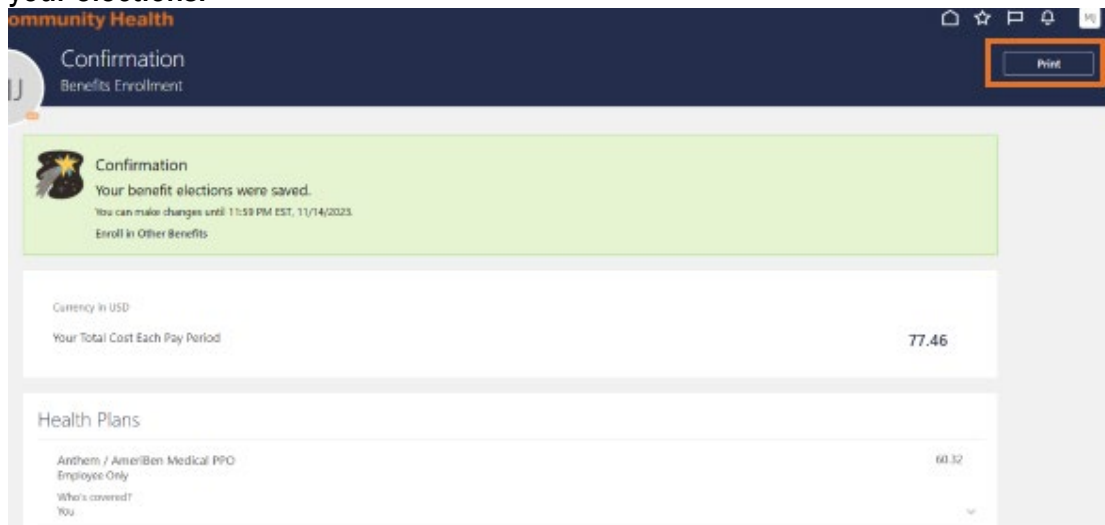 your elections.
ommunity Health
Confirmation
Benefits Enrollment
Print
Confirmation
Your benefit elections were saved.
You can make changes until 11:59 PM EST, 11/14/2023.
Enroll in Other Benefits
Currency in USD
Your Total Cost Each Pay Period
77.46
Health Plans
Anthem / AmeriBen Medical PPO
60.32
Employee Only
Who's covered?
You